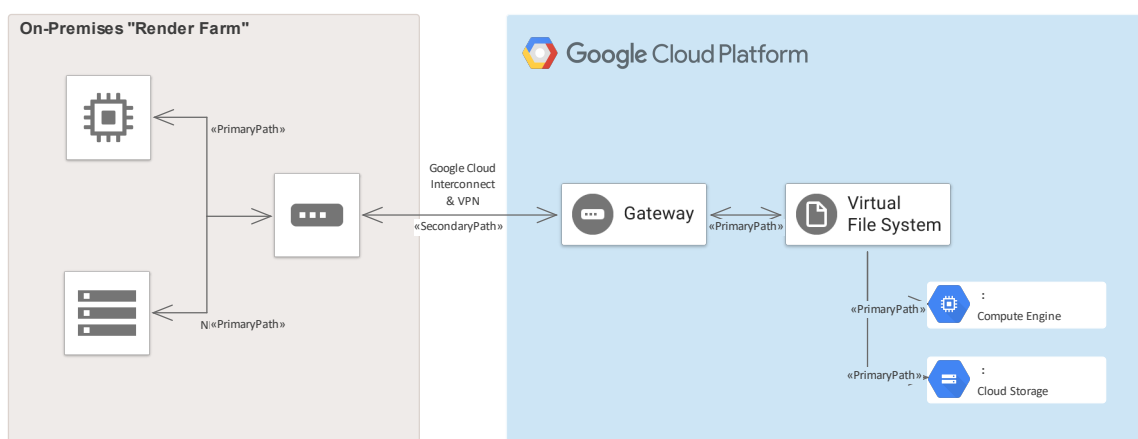 On-Premises "Render Farm"
Google Cloud Platform
«PrimaryPath»
Google Cloud
Interconnect
& VPN
«SecondaryPath»
Gateway
«PrimaryPath»
Virtual
File System
«PrimaryPath»
:
Compute Engine
«PrimaryPath»
«PrimaryPath»
:
Cloud Storage